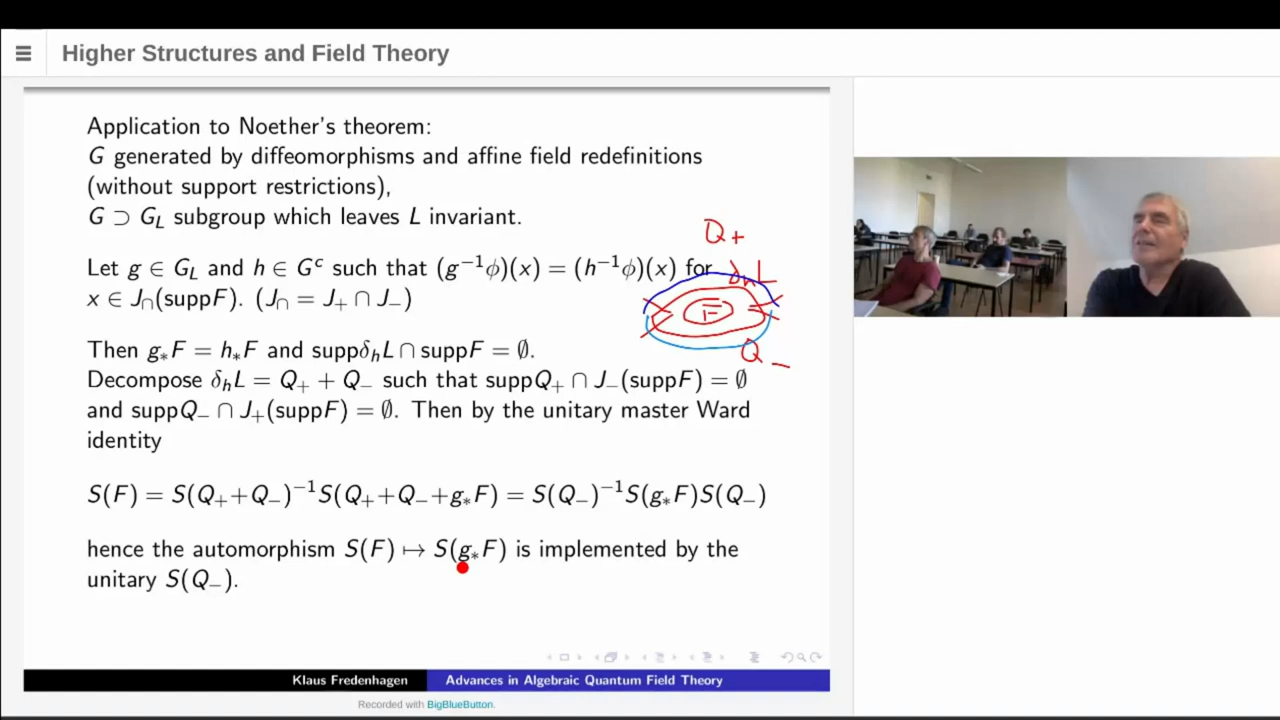 Higher Structures and Field Theory
Application to Noether's theorem:
G generated by diffeomorphisms and affine field redefinitions
(without support restrictions),
G ⊃ G_L subgroup which leaves L invariant.
Q+
Let g ∈ G_L and h ∈ G^c such that (g^{-1}ϕ)(x) = (h^{-1}ϕ)(x) for
δ_h L
x ∈ J_∩(suppF). (J_∩ = J_+ ∩ J_−)
F
Then g_*F = h_*F and suppδ_hL ∩ suppF = ∅.
Q_−
Decompose δ_hL = Q_+ + Q_− such that suppQ_+ ∩ J_−(suppF) = ∅
and suppQ_− ∩ J_+(suppF) = ∅. Then by the unitary master Ward
identity
S(F) = S(Q_++Q_−)^{-1}S(Q_++Q_−+g_*F) = S(Q_−)^{-1}S(g_*F)S(Q_−)
hence the automorphism S(F) ↦ S(g_*F) is implemented by the
unitary S(Q_−).
Klaus Fredenhagen Advances in Algebraic Quantum Field Theory
Recorded with BigBlueButton.